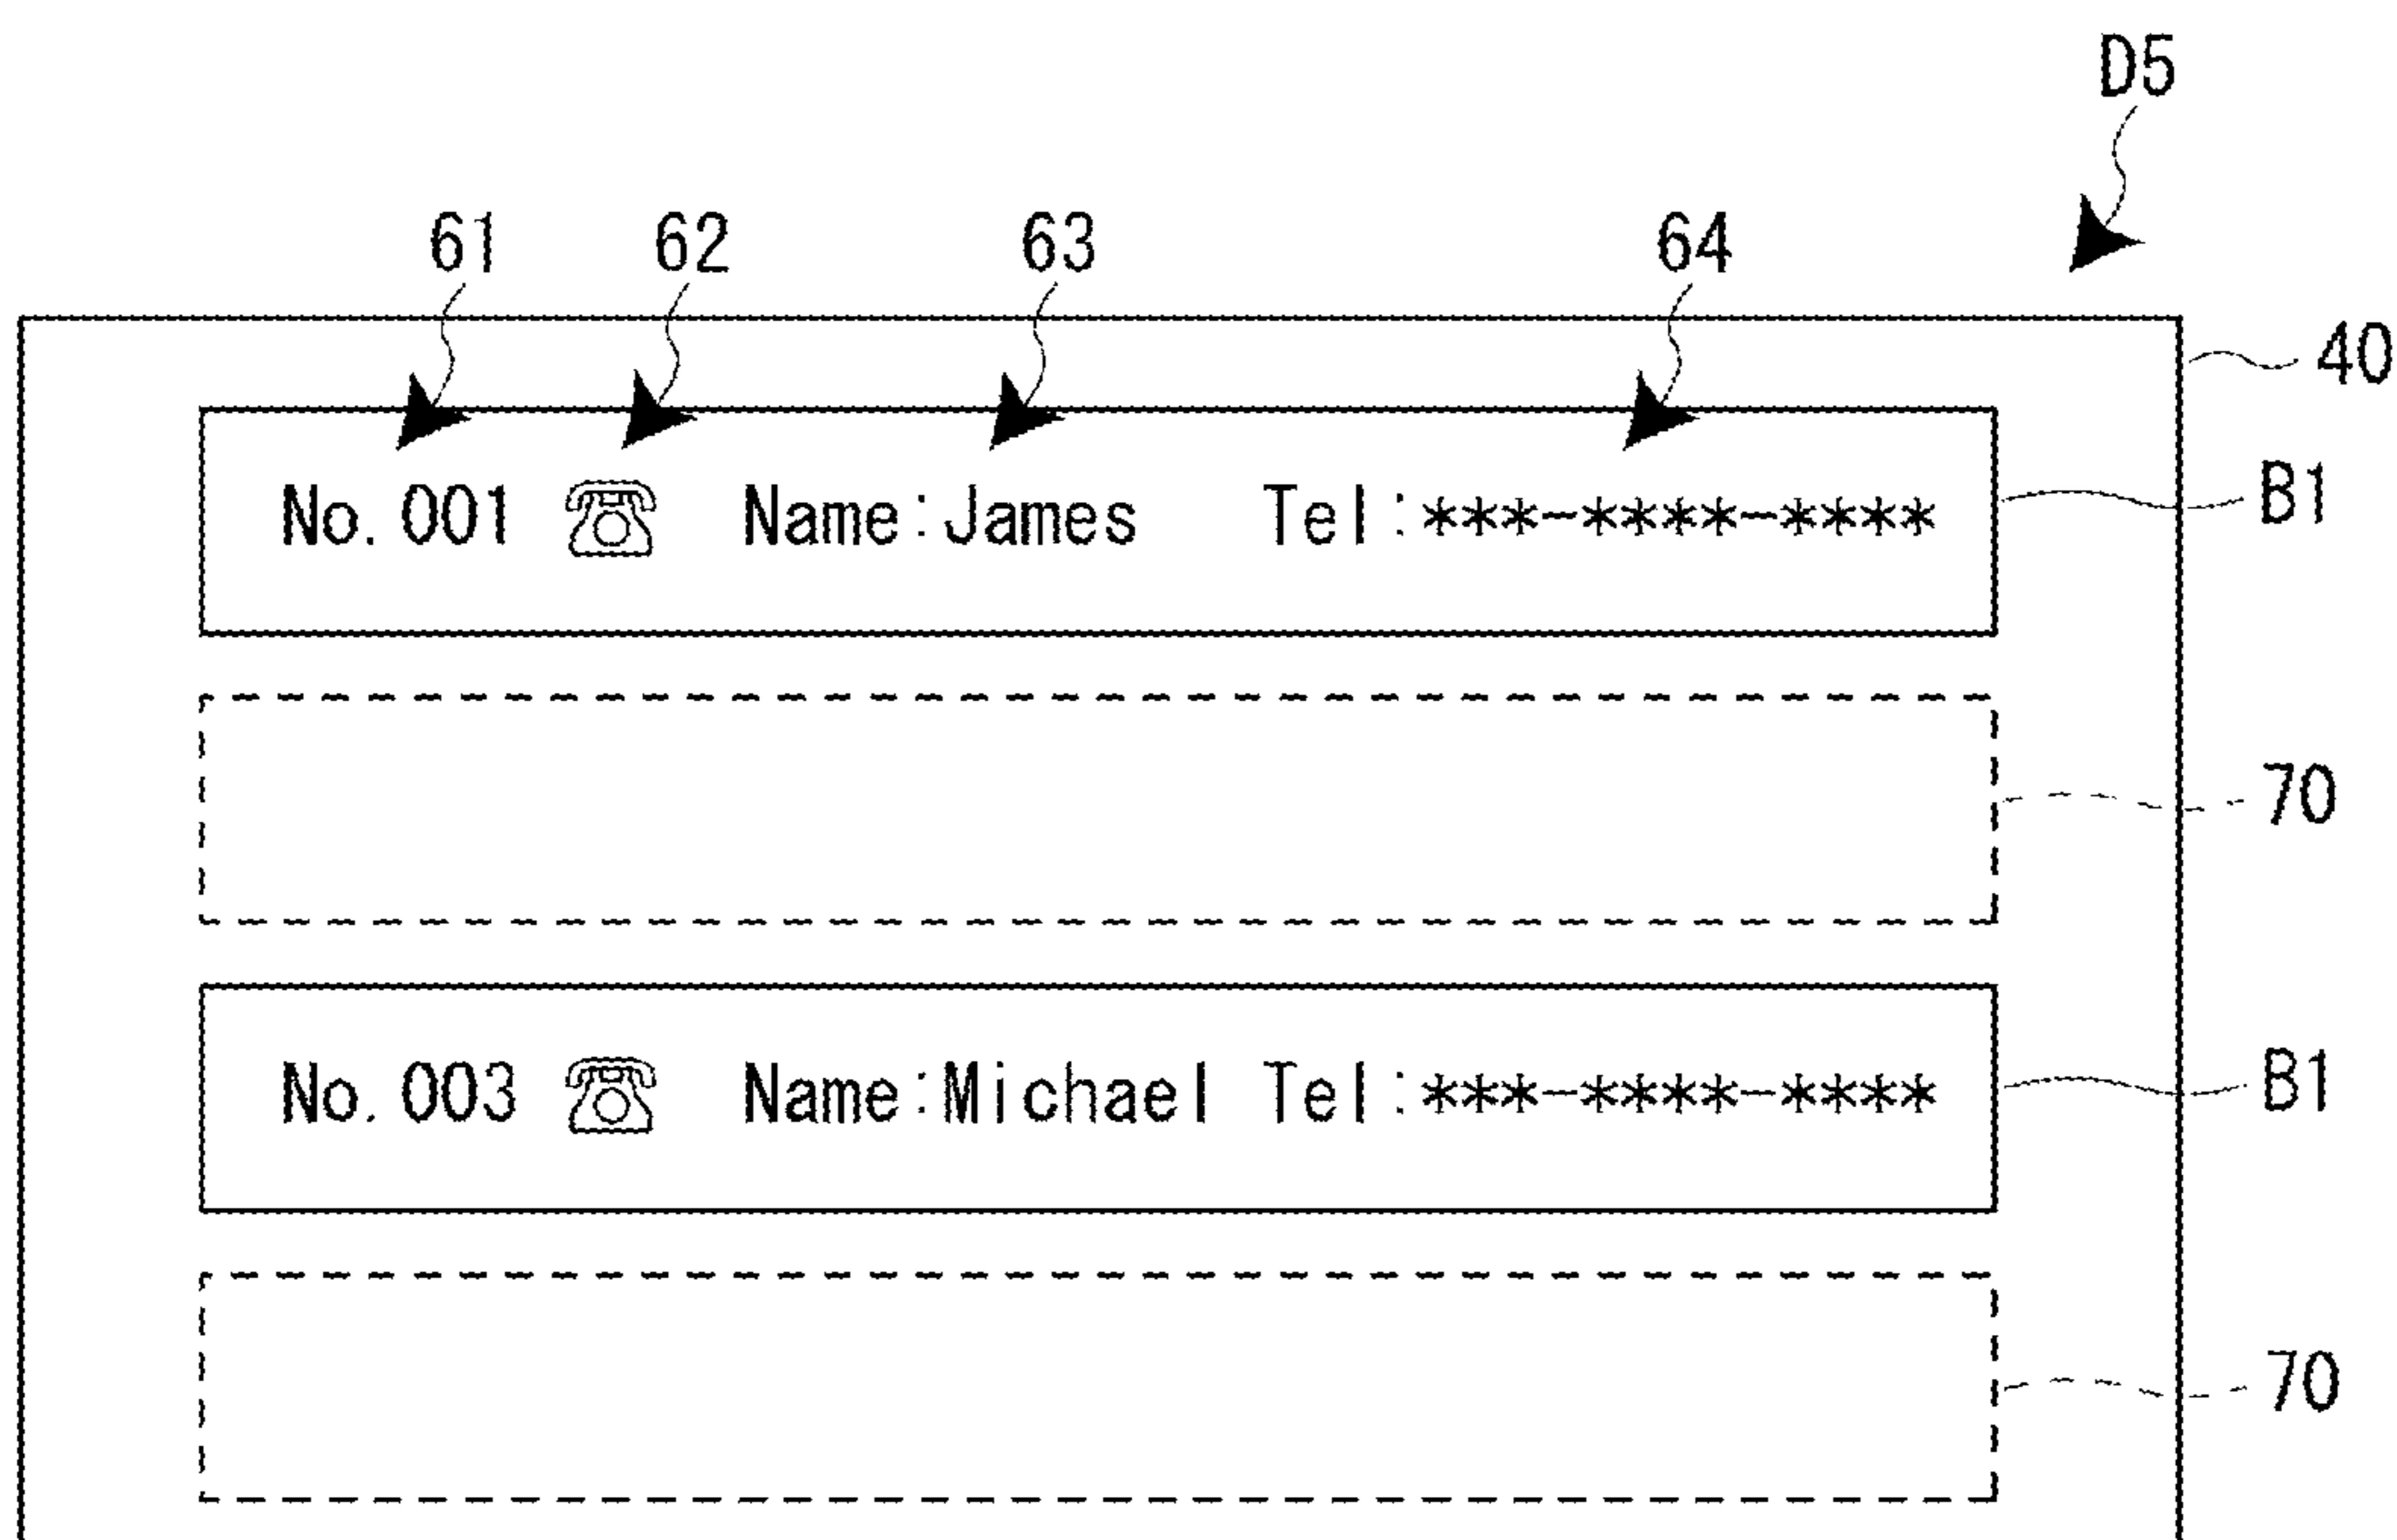 D5
61 62 63 64
40
No.001 ☎ Name:James Tel:***-****-****
B1
70
No.003 ☎ Name:Michael Tel:***-****-****
B1
70